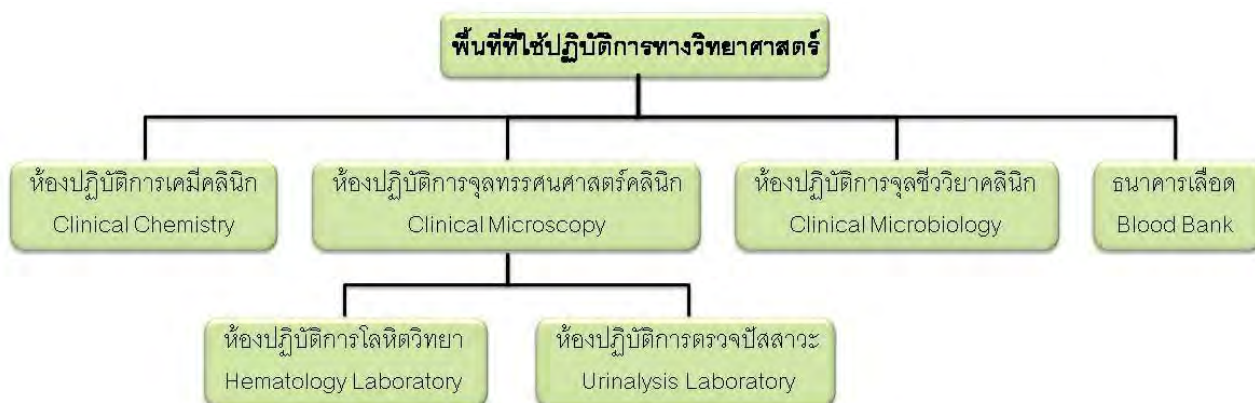 พื้นที่ที่ใช้ปฏิบัติการทางวิทยาศาสตร์
ห้องปฏิบัติการเคมีคลินิก
Clinical Chemistry
ห้องปฏิบัติการจุลทรรศนศาสตร์คลินิก
Clinical Microscopy
ห้องปฏิบัติการจุลชีววิยาคลินิก
Clinical Microbiology
ธนาคารเลือด
Blood Bank
ห้องปฏิบัติการโลหิตวิทยา
Hematology Laboratory
ห้องปฏิบัติการตรวจปัสสาวะ
Urinalysis Laboratory